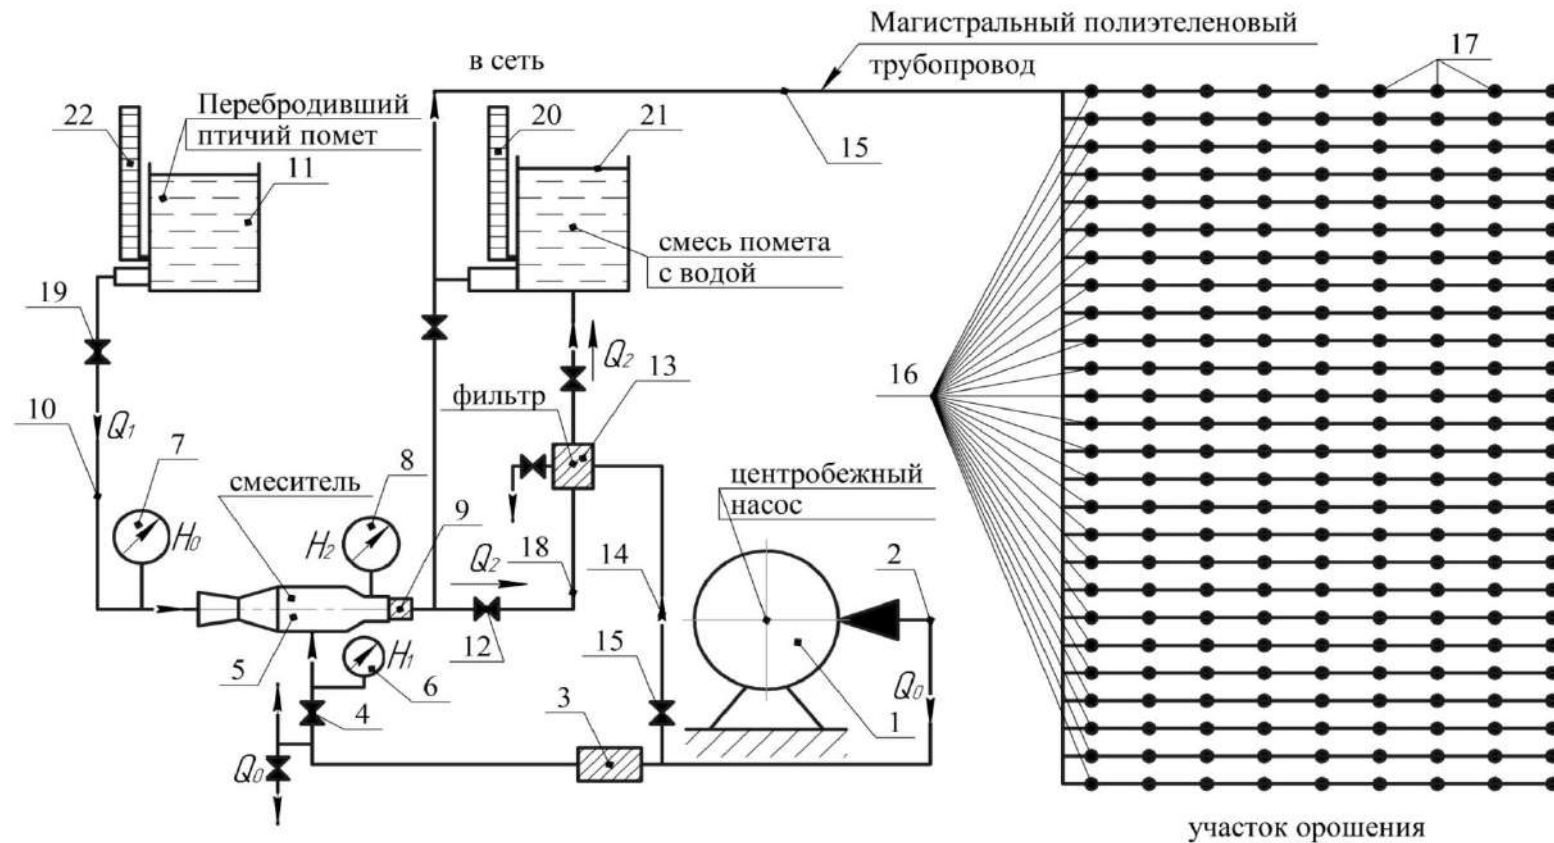 Магистральный полиэтеленовый
трубопровод
17
в сеть
22
Перебродивший
птичий помет
11
20
21
15
смесь помета
с водой
19
Q₂
13
16
10
Q₁
фильтр
7
смеситель
8
9
центробежный
насос
H₀
H₂
Q₂
18
14
2
5
H₁
6
12
15
Q₀
4
3
1
Q₀
участок орошения